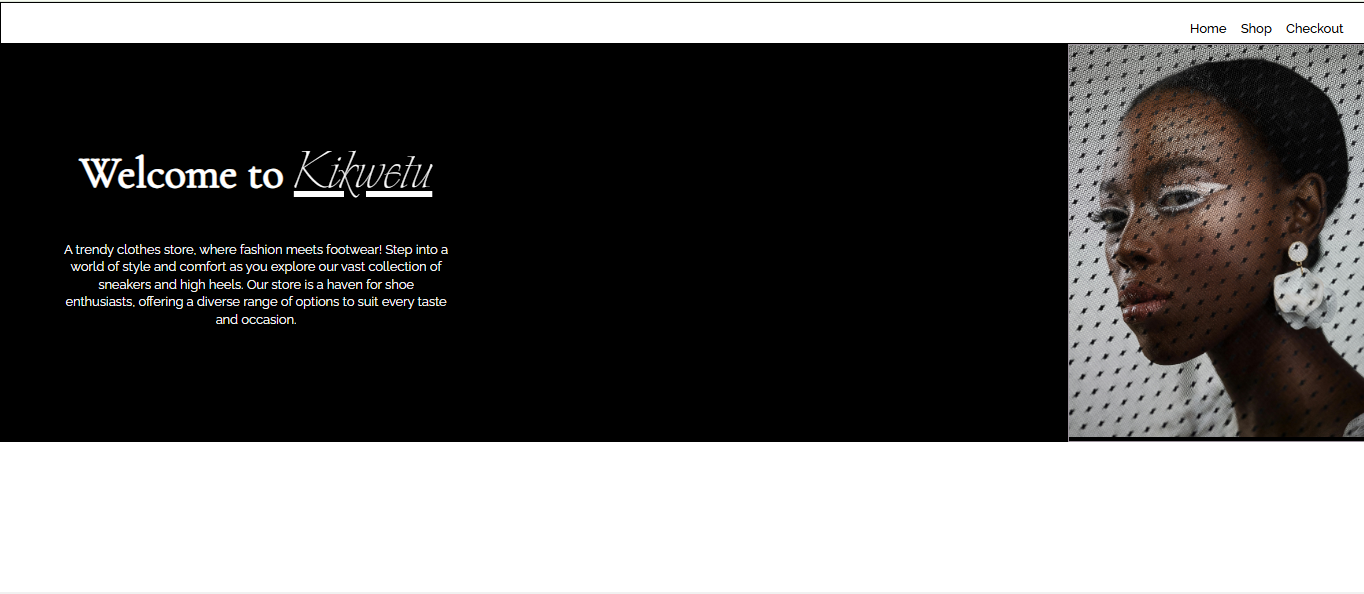 Home Shop Checkout
Welcome to Kikwetu
A trendy clothes store, where fashion meets footwear! Step into a
world of style and comfort as you explore our vast collection of
sneakers and high heels. Our store is a haven for shoe
enthusiasts, offering a diverse range of options to suit every taste
and occasion.